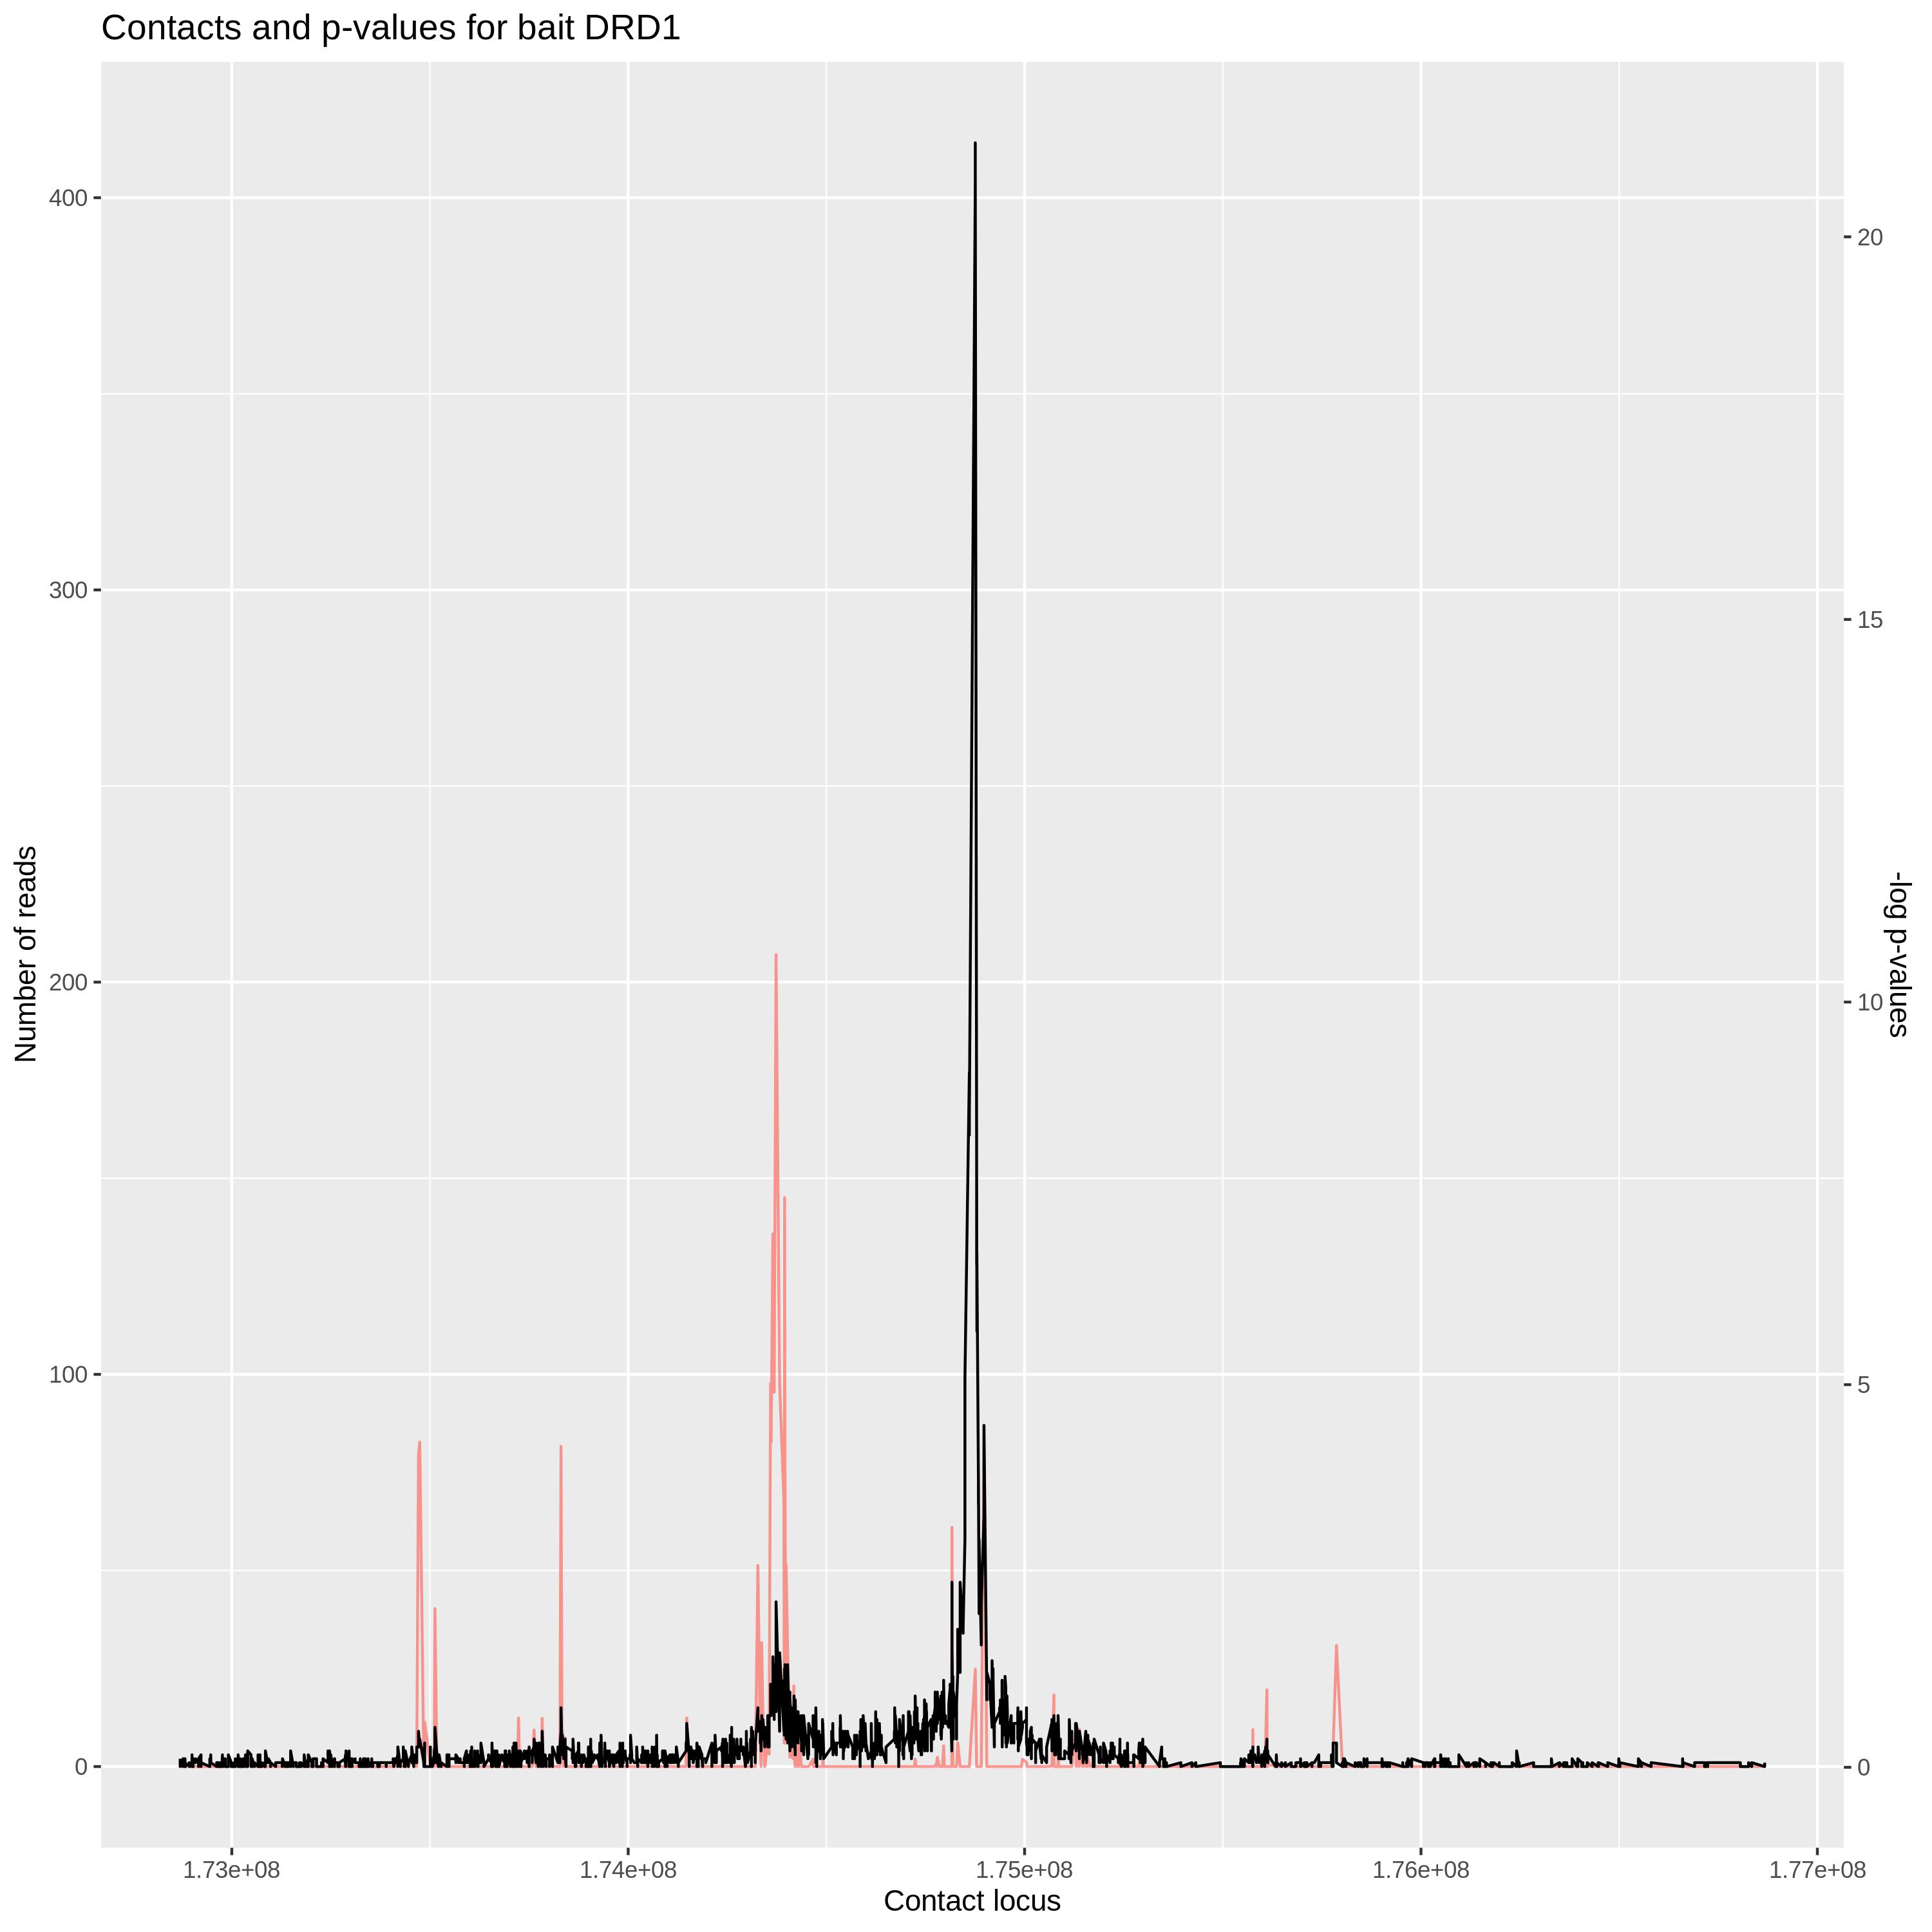 Contacts and p-values for bait DRD1
400
300
200
100
0
Number of reads
20
15
10
5
0
-log p-values
1.73e+08
1.74e+08
1.75e+08
1.76e+08
1.77e+08
Contact locus